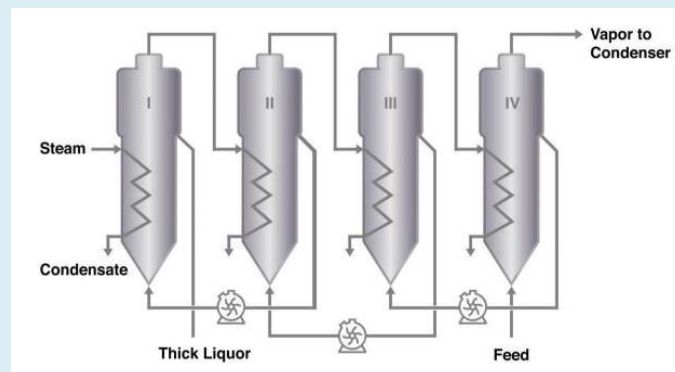 I
II
III
IV
Vapor to
Condenser
Steam
Condensate
Thick Liquor
Feed